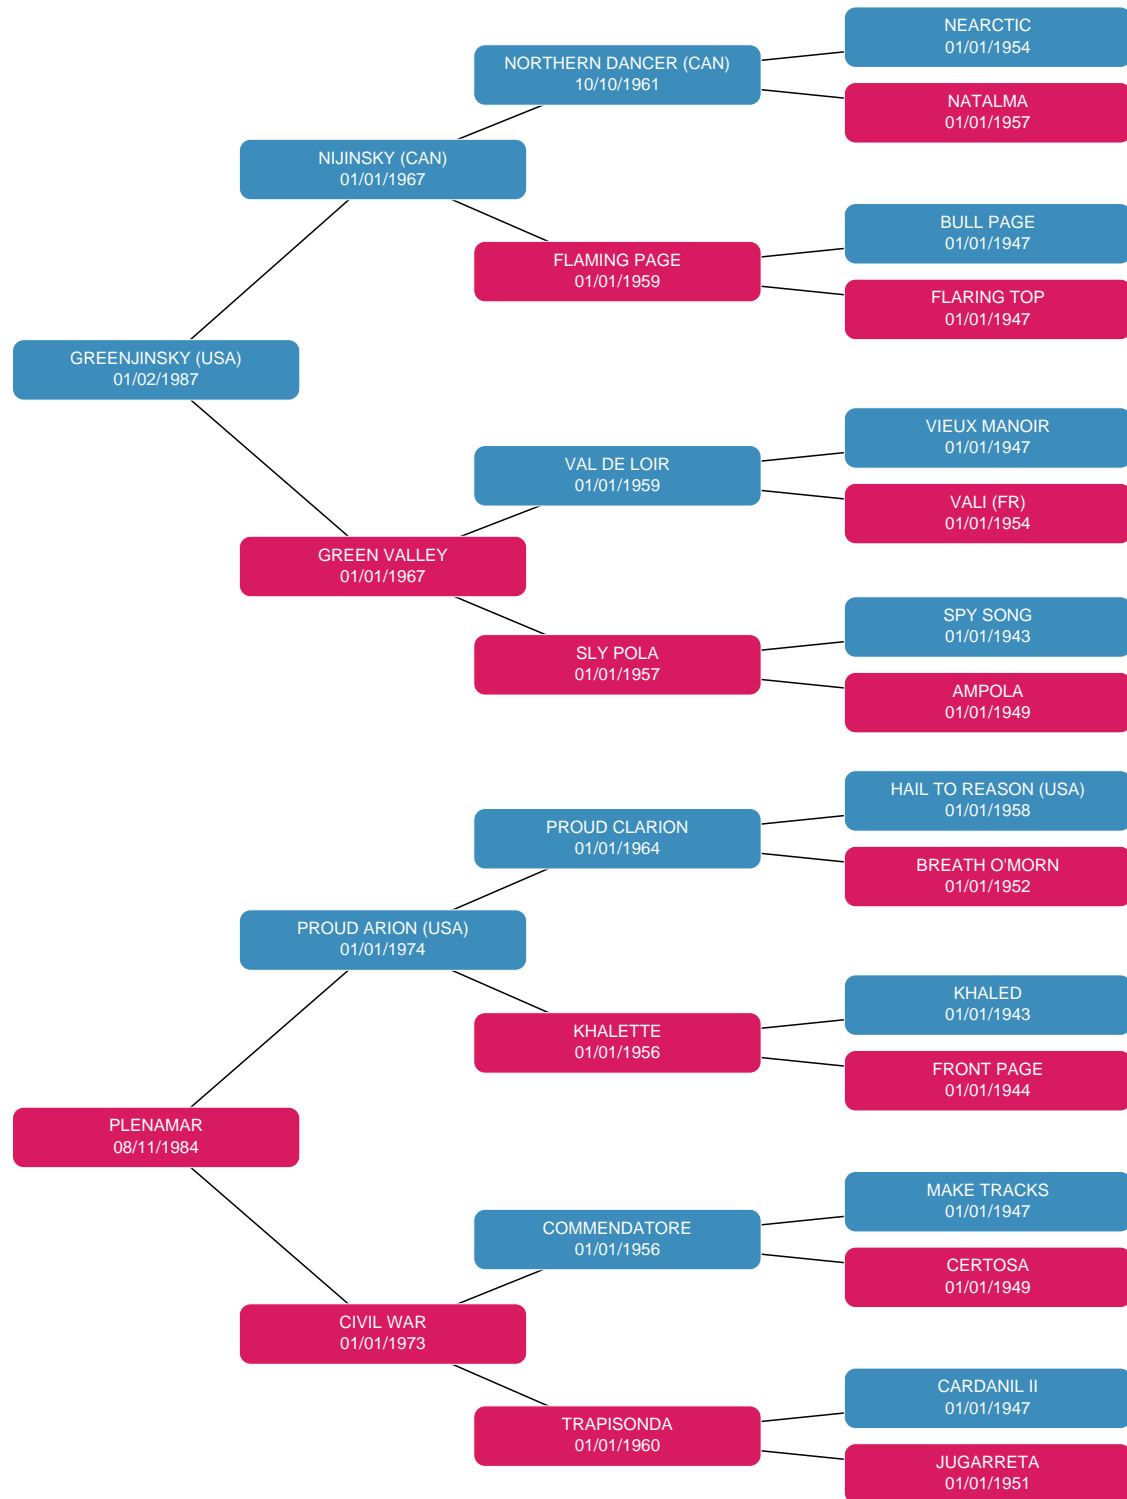 NEARCTIC
01/01/1954
NORTHERN DANCER (CAN)
10/10/1961
NATALMA
01/01/1957
NIJINSKY (CAN)
01/01/1967
BULL PAGE
01/01/1947
FLAMING PAGE
01/01/1959
FLARING TOP
01/01/1947
GREENJINSKY (USA)
01/02/1987
VIEUX MANOIR
01/01/1947
VAL DE LOIR
01/01/1959
VALI (FR)
01/01/1954
GREEN VALLEY
01/01/1967
SPY SONG
01/01/1943
SLY POLA
01/01/1957
AMPOLA
01/01/1949
HAIL TO REASON (USA)
01/01/1958
PROUD CLARION
01/01/1964
BREATH O'MORN
01/01/1952
PROUD ARION (USA)
01/01/1974
KHALED
01/01/1943
KHALETTE
01/01/1956
FRONT PAGE
01/01/1944
PLENAMAR
08/11/1984
MAKE TRACKS
01/01/1947
COMMENDATORE
01/01/1956
CERTOSA
01/01/1949
CIVIL WAR
01/01/1973
CARDANIL II
01/01/1947
TRAPISONDA
01/01/1960
JUGARRETA
01/01/1951